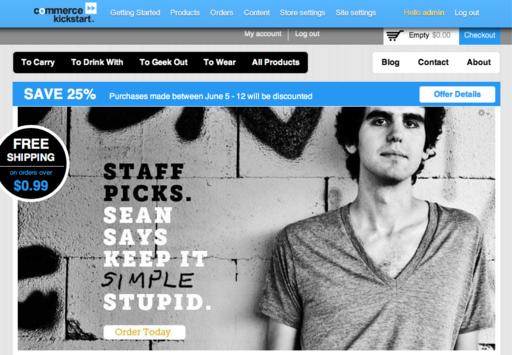 commerce kickstart.
Getting Started Products Orders Content Store settings Site settings Hello admin Log out
My account Log out
Empty $0.00 Checkout
To Carry To Drink With To Geek Out To Wear All Products
Blog Contact About
SAVE 25% Purchases made between June 5 - 12 will be discounted
Offer Details
FREE
SHIPPING
on orders over
$0.99
STAFF
PICKS.
SEAN
SAYS
KEEP IT
SIMPLE
STUPID.
Order Today